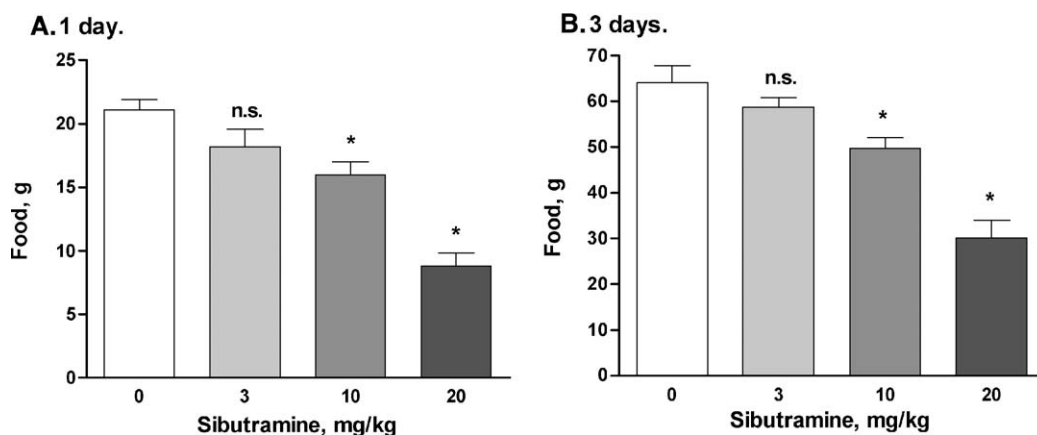 A. 1 day.
25
20
15
10
5
0
Food, g
n.s.
*
*
0 3 10 20
Sibutramine, mg/kg
B. 3 days.
70
60
50
40
30
20
10
0
Food, g
n.s.
*
*
0 3 10 20
Sibutramine, mg/kg